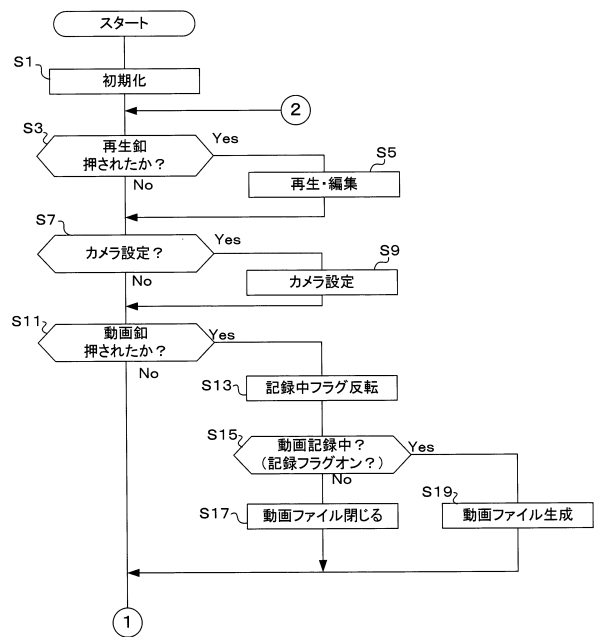 スタート
S1
初期化
2
S3
再生釦
押されたか？
Yes
No
S5
再生・編集
S7
カメラ設定？
Yes
No
S9
カメラ設定
S11
動画釦
押されたか？
Yes
No
S13
記録中フラグ反転
S15
動画記録中？
（記録フラグオン？）
Yes
No
S17
動画ファイル閉じる
S19
動画ファイル生成
1